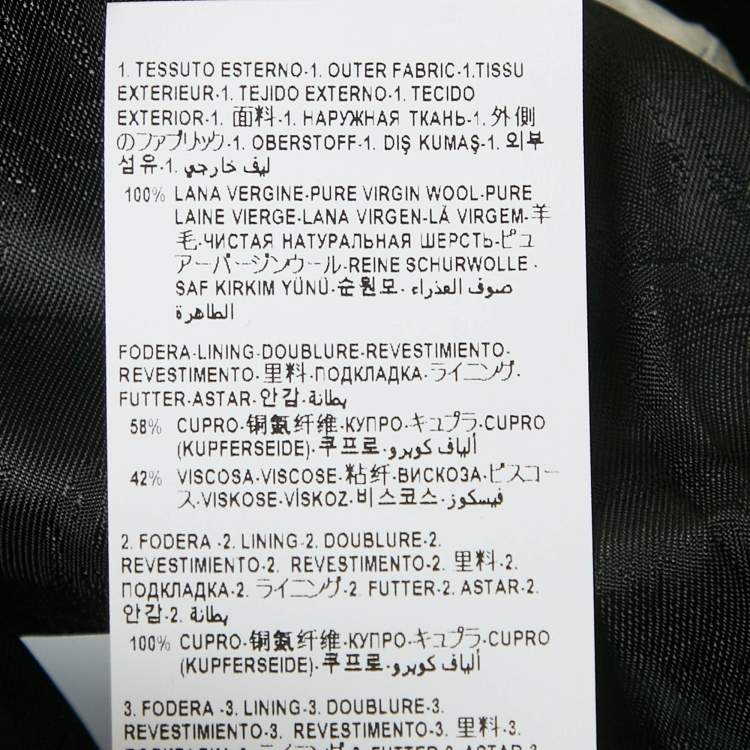 1. TESSUTO ESTERNO-1. OUTER FABRIC-1.TISSU
EXTERIEUR-1. TEJIDO EXTERNO-1. TECIDO
EXTERIOR-1. 面料-1. НАРУЖНАЯ ТКАНЬ-1. 外側
のファブリック-1. OBERSTOFF-1. DIŞ KUMAŞ-1. 외부
섬유-1. ليف خارجي
100% LANA VERGINE-PURE VIRGIN WOOL-PURE
LAINE VIERGE-LANA VIRGEN-LÀ VIRGEM-羊
毛-ЧИСТАЯ НАТУРАЛЬНАЯ ШЕРСТЬ-ピュ
アーバージンウール-REINE SCHURWOLLE -
SAF KIRKIM YÜNÜ-순원모- صوف العذراء
الطاهرة
FODERA-LINING-DOUBLURE-REVESTIMIENTO-
REVESTIMENTO-里料-ПОДКЛАДКА-ライニング-
FUTTER-ASTAR-안감-بطانة
58% CUPRO-铜氨纤维-КУПРО-キュプラ-CUPRO
(KUPFERSEIDE)-쿠프로-ألياف كوبرو
42% VISCOSA-VISCOSE-粘纤-ВИСКОЗА-ビスコー
ス-VISKOSE-VİSKOZ-비스코스-فيسكوز
2. FODERA -2. LINING-2. DOUBLURE-2.
REVESTIMIENTO-2. REVESTIMENTO-2. 里料-2.
ПОДКЛАДКА-2. ライニング-2. FUTTER-2. ASTAR-2.
안감-2. بطانة
100% CUPRO-铜氨纤维-КУПРО-キュプラ-CUPRO
(KUPFERSEIDE)-쿠프로-ألياف كوبرو
3. FODERA -3. LINING-3. DOUBLURE-3.
REVESTIMIENTO-3. REVESTIMENTO-3. 里料-3.